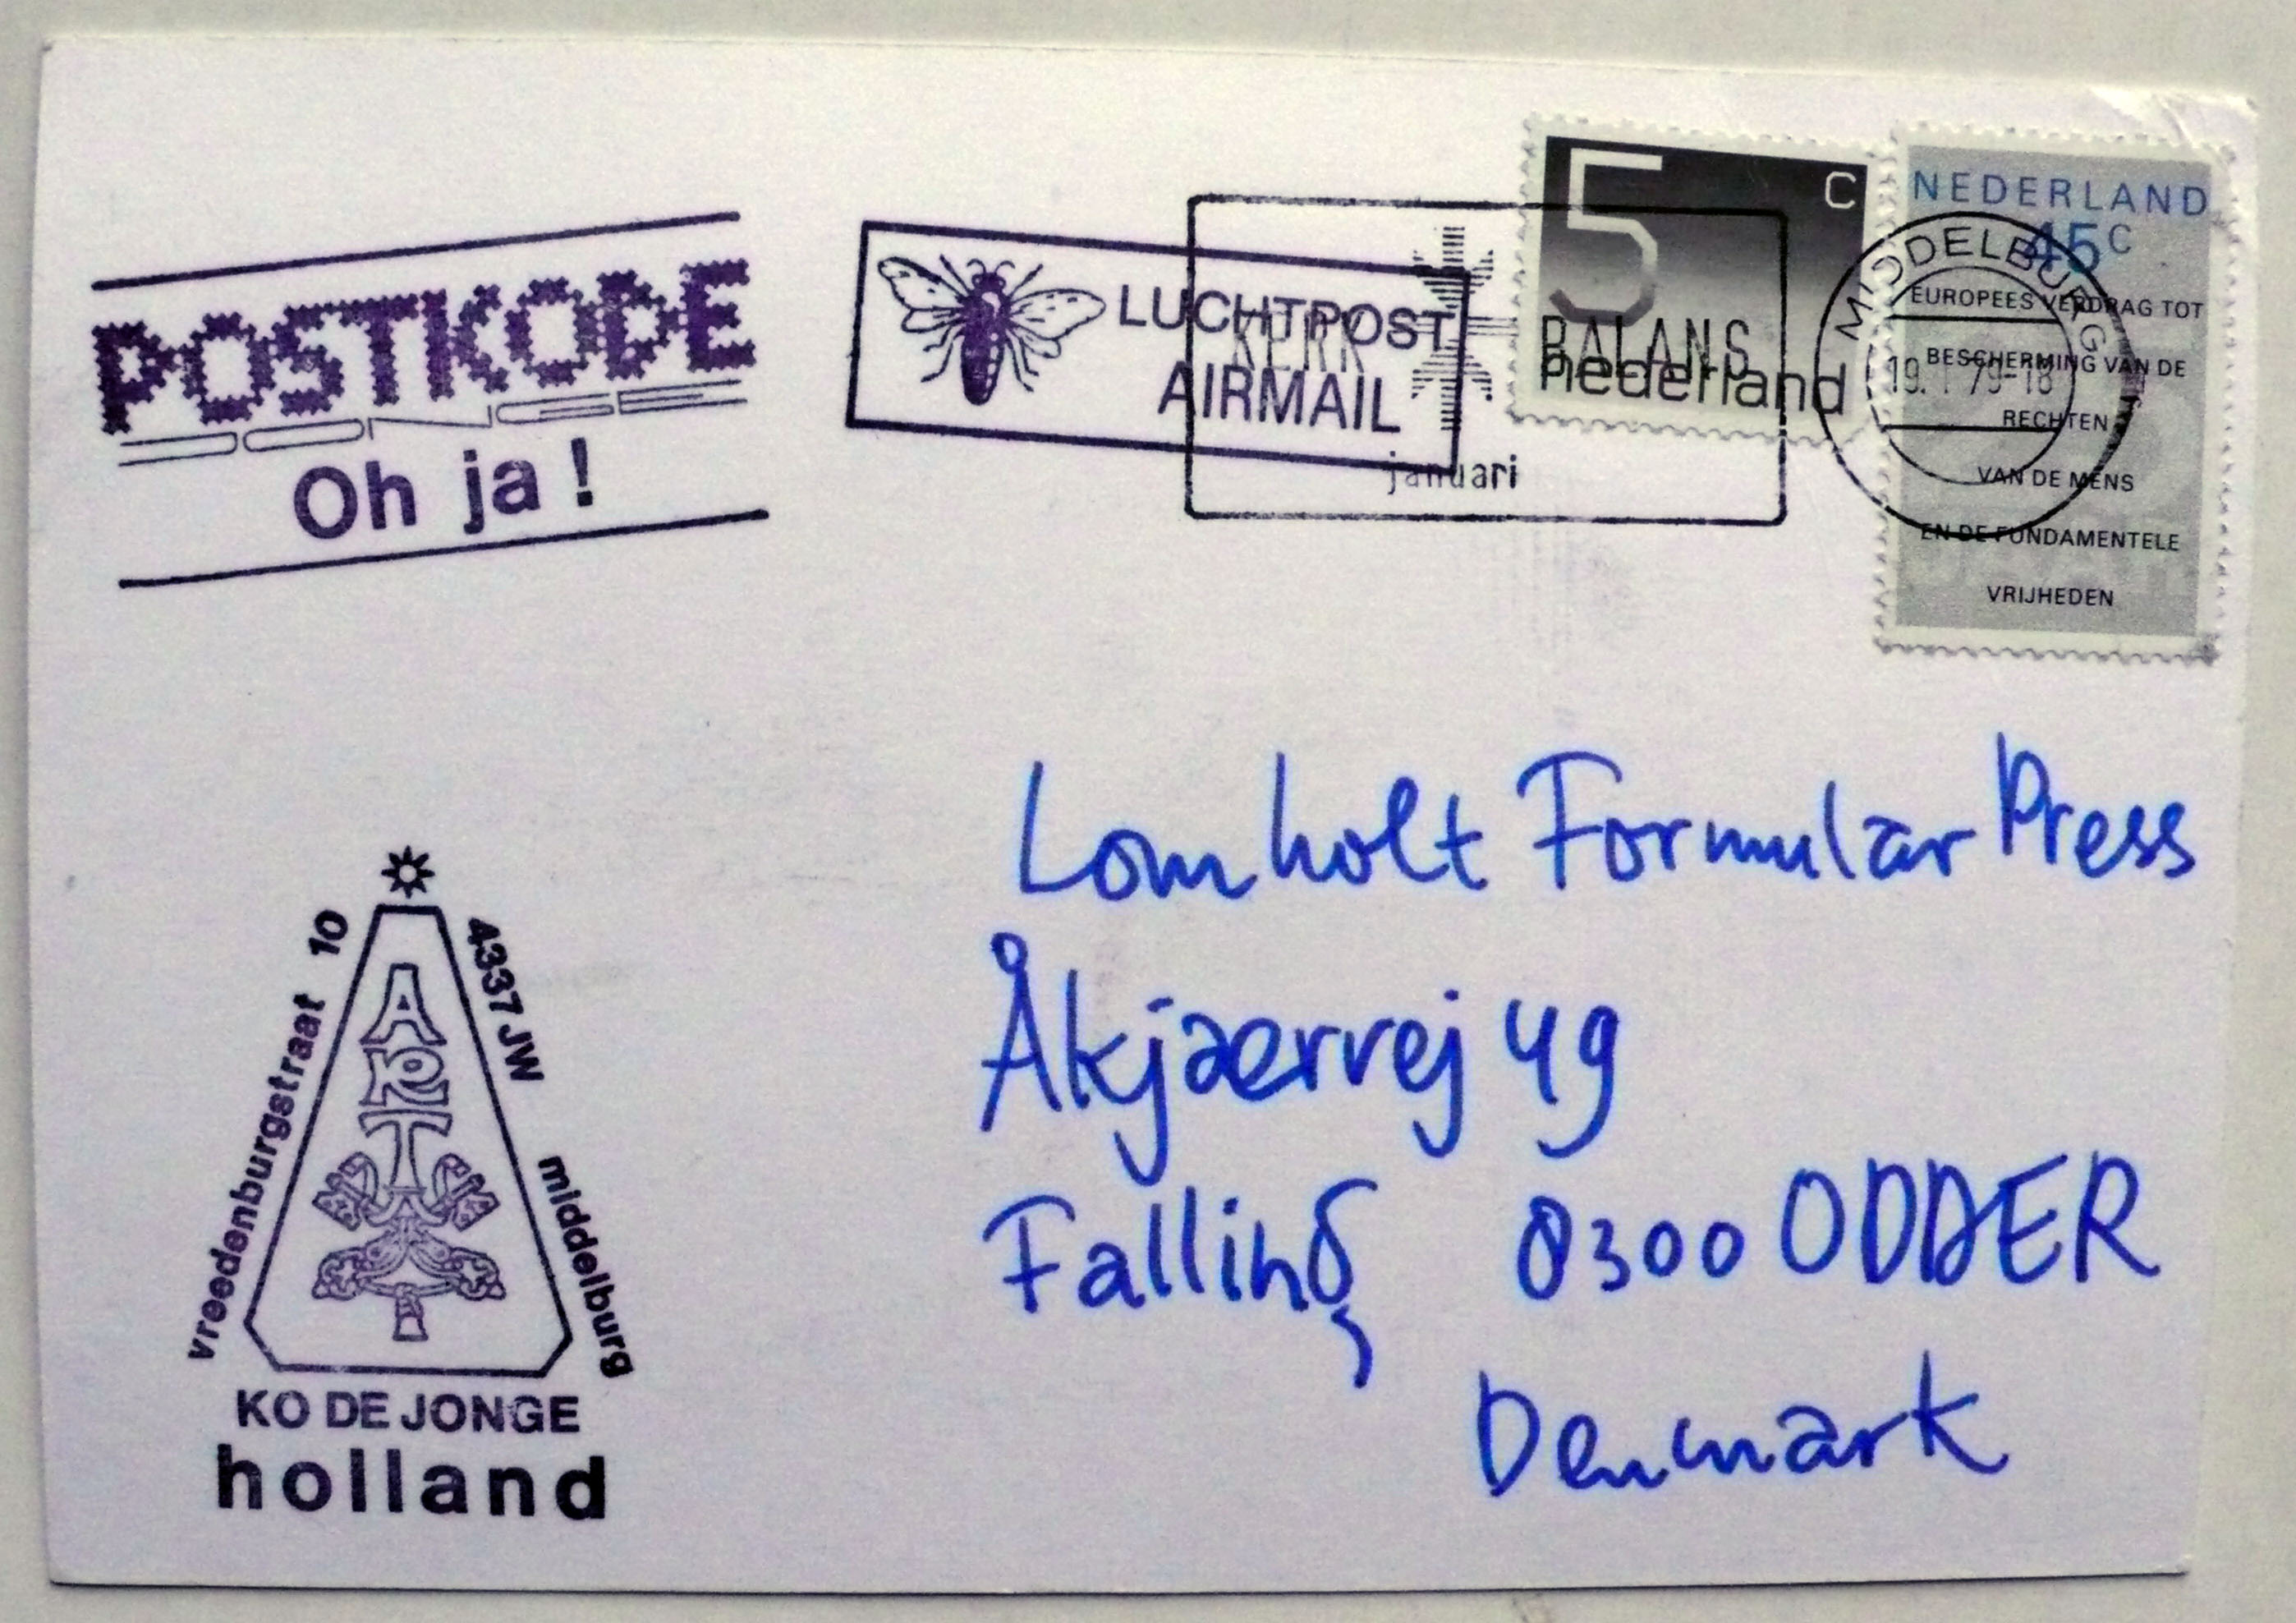 POSTKODE
JONGE
Oh ja !
LUCHTPOST
AIRMAIL
KERK BALANS
januari
5 C
nederland
NEDERLAND
45 C
EUROPEES VERDRAG TOT
BESCHERMING VAN DE
RECHTEN
VAN DE MENS
EN DE FUNDAMENTELE
VRIJHEDEN
MIDDELBURG
19. 1 79-18
Lomholt Formular Press
Åkjærvej 49
Falling 8300 ODDER
Denmark
vreedenburgstraat 10
4337 JW middelburg
ART
KO DE JONGE
holland